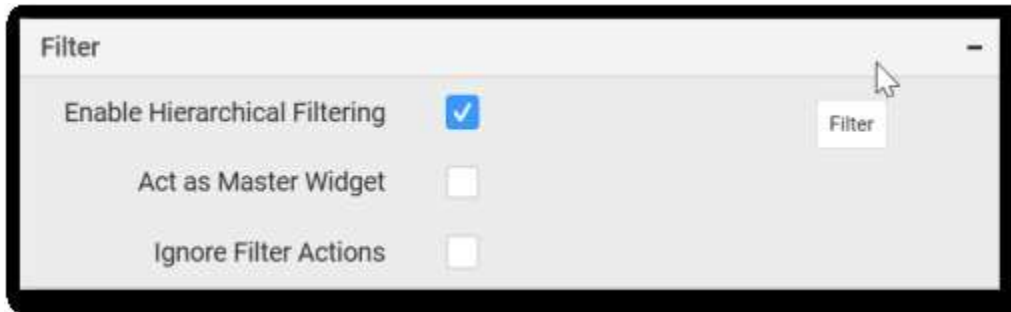 Filter
Enable Hierarchical Filtering
Filter
Act as Master Widget
Ignore Filter Actions